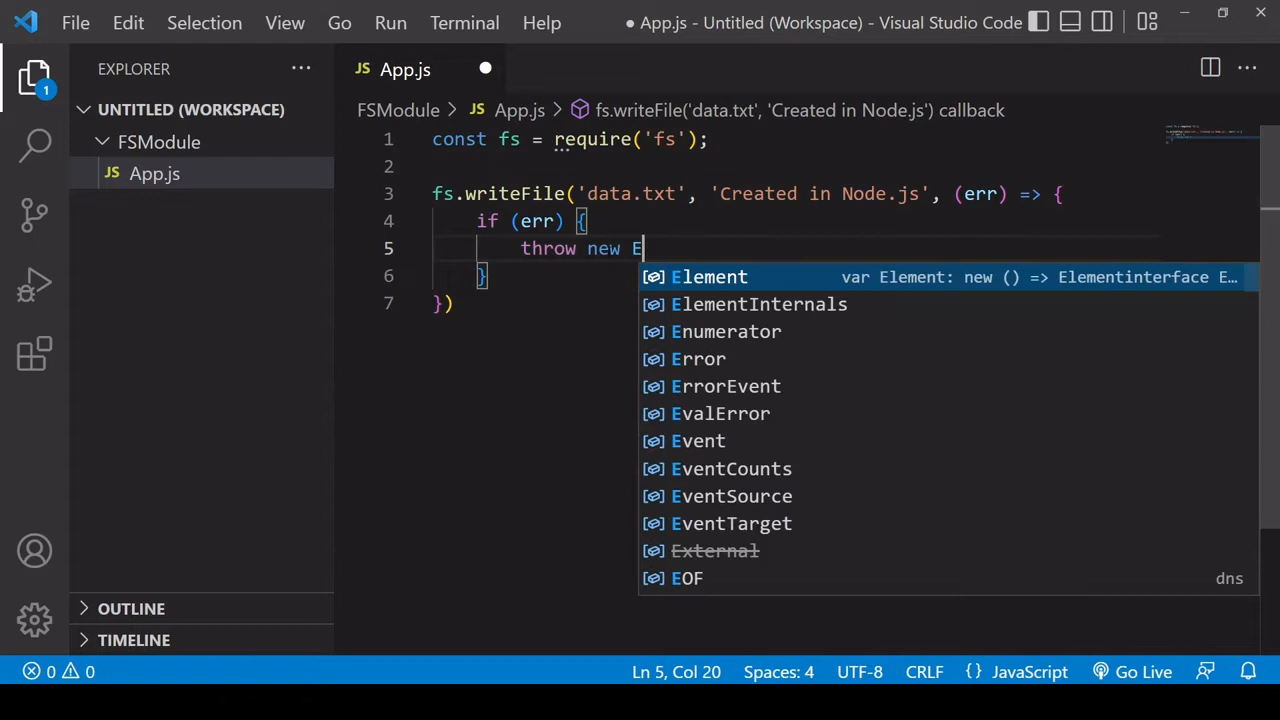 File Edit Selection View Go Run Terminal Help ● App.js - Untitled (Workspace) - Visual Studio Code
EXPLORER ···
JS App.js ●
1
UNTITLED (WORKSPACE)
FSModule
JS App.js
FSModule > JS App.js > fs.writeFile('data.txt', 'Created in Node.js') callback
1 const fs = require('fs');
2
3 fs.writeFile('data.txt', 'Created in Node.js', (err) => {
4 if (err) {
5 throw new E
6 }
7 })
Element var Element: new () => Elementinterface E…
ElementInternals
Enumerator
Error
ErrorEvent
EvalError
Event
EventCounts
EventSource
EventTarget
External
EOF dns
OUTLINE
TIMELINE
0 0 Ln 5, Col 20 Spaces: 4 UTF-8 CRLF {} JavaScript Go Live